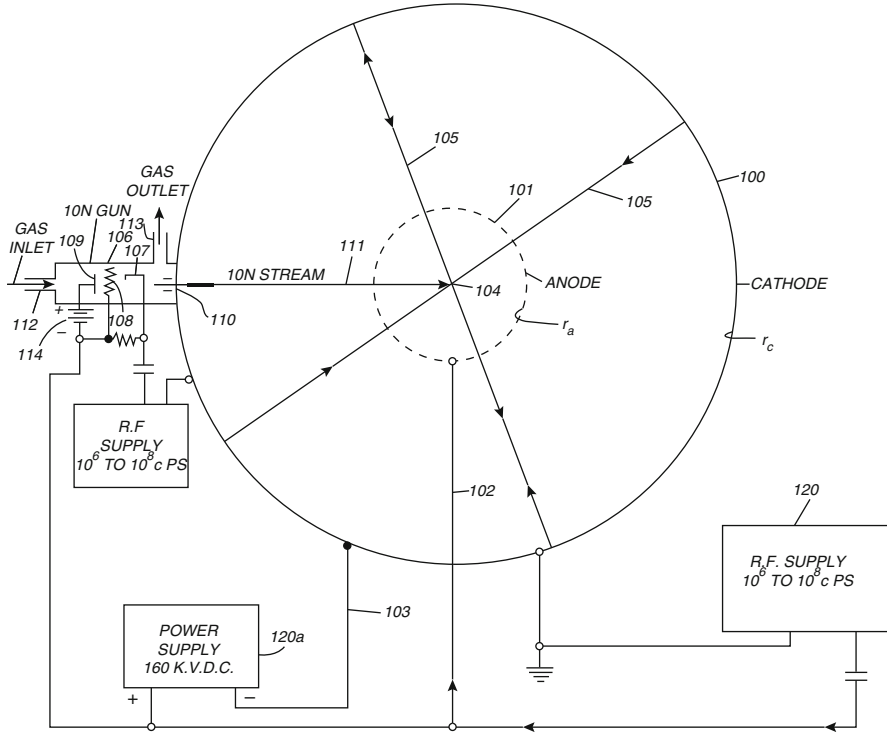 GAS
OUTLET
10N GUN
GAS
INLET
113
106
109
107
112
108
114
110
+
−
111
10N STREAM
105
101
105
100
104
ANODE
CATHODE
r_a
r_c
R.F
SUPPLY
10^6 TO 10^8 c PS
102
103
120
R.F. SUPPLY
10^6 TO 10^8 c PS
POWER
SUPPLY
160 K.V.D.C.
120a
+
−